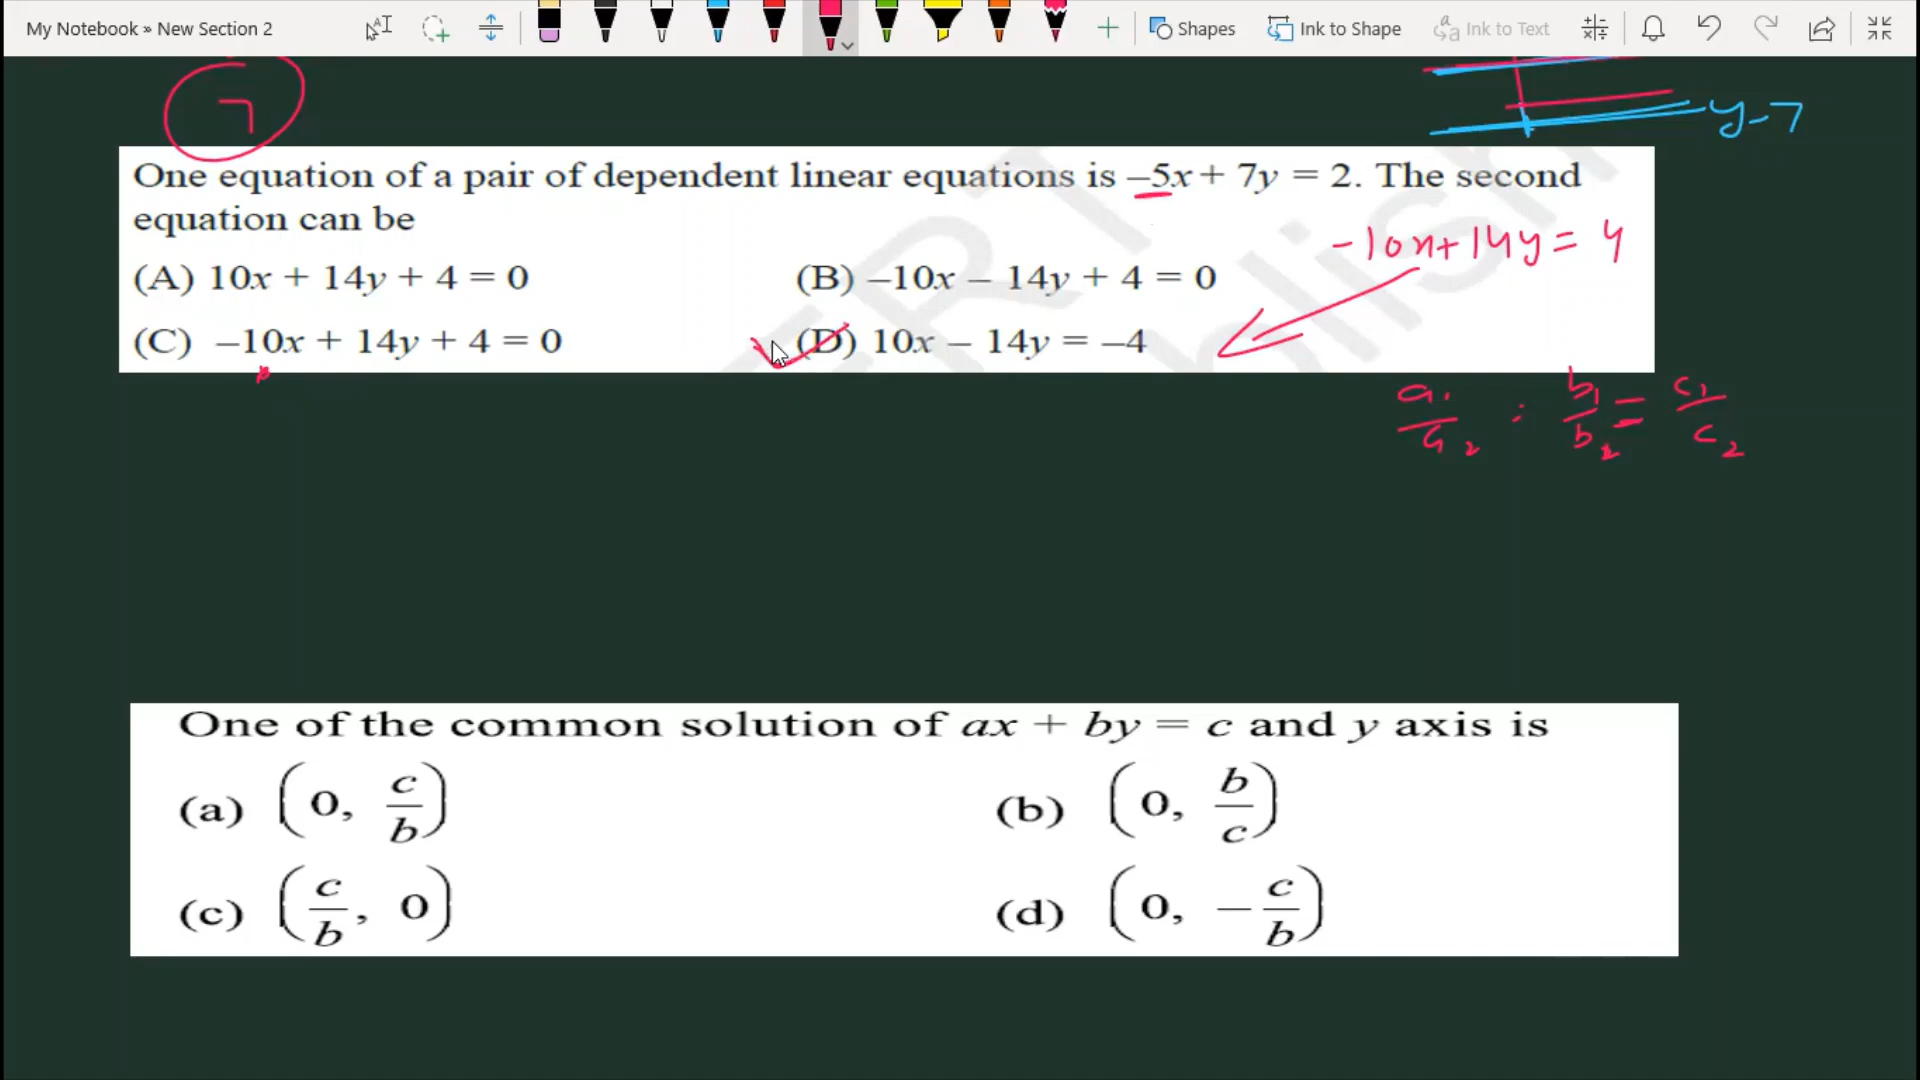 My Notebook » New Section 2
Shapes Ink to Shape Ink to Text
7
y-7
One equation of a pair of dependent linear equations is –5x + 7y = 2. The second
equation can be
-10x+14y= 4
(A) 10x + 14y + 4 = 0 (B) –10x – 14y + 4 = 0
(C) –10x + 14y + 4 = 0 (D) 10x – 14y = –4
a1/a2 = b1/b2 = c1/c2
One of the common solution of ax + by = c and y axis is
(a) (0, c/b) (b) (0, b/c)
(c) (c/b, 0) (d) (0, –c/b)